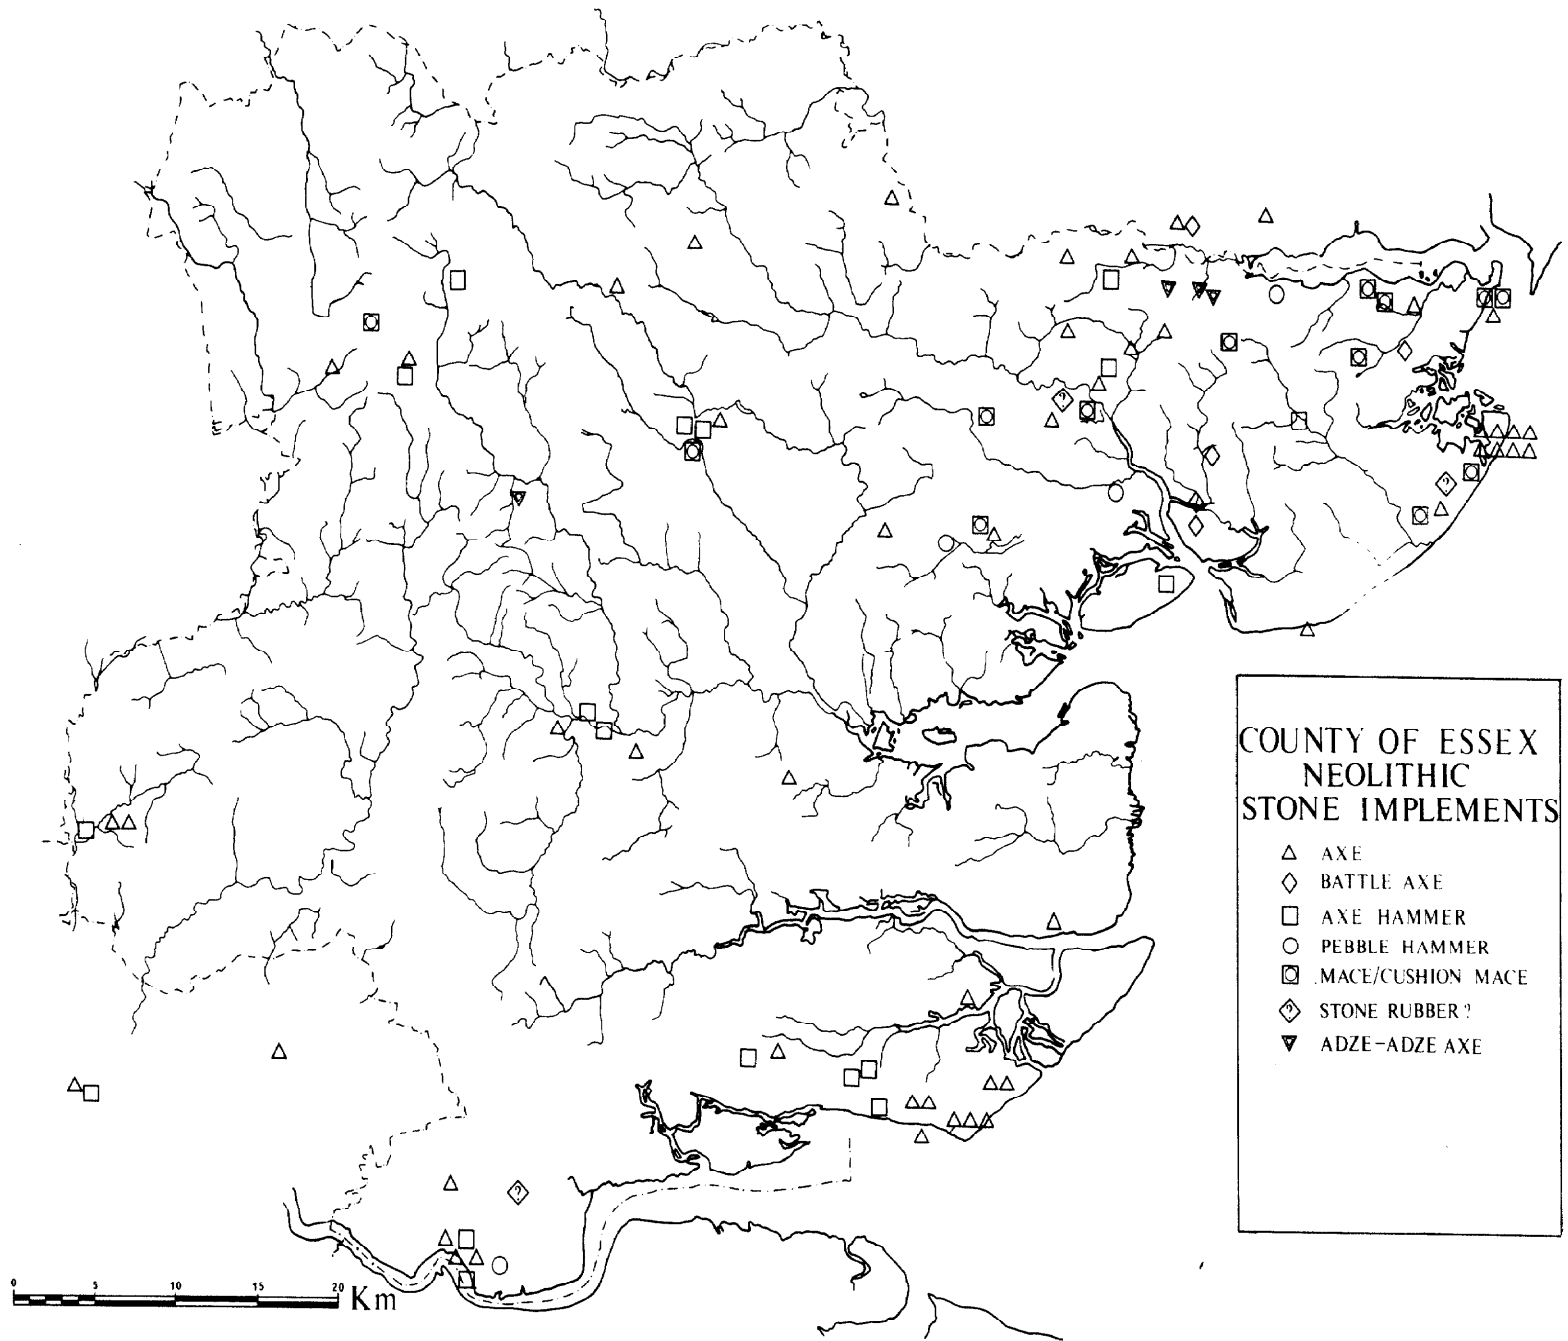 COUNTY OF ESSEX
NEOLITHIC
STONE IMPLEMENTS
AXE
BATTLE AXE
AXE HAMMER
PEBBLE HAMMER
MACE/CUSHION MACE
? STONE RUBBER?
ADZE-ADZE AXE
?
?
?
0 5 10 15 20 Km